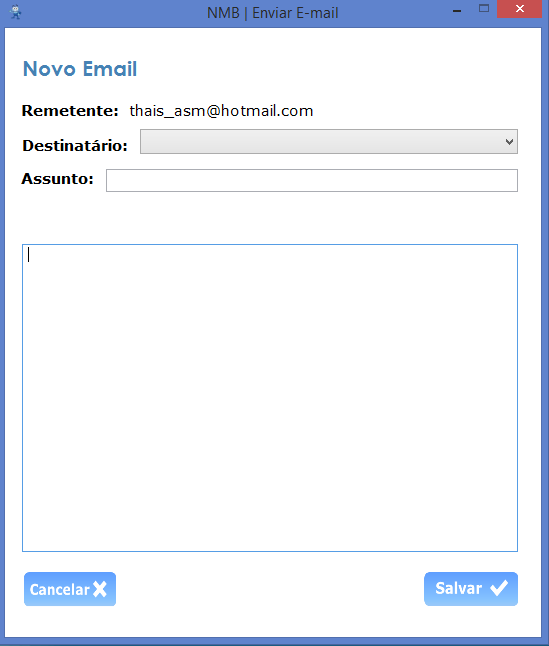 NMB | Enviar E-mail
Novo Email
Remetente: thais_asm@hotmail.com
Destinatário:
Assunto:
Cancelar
Salvar